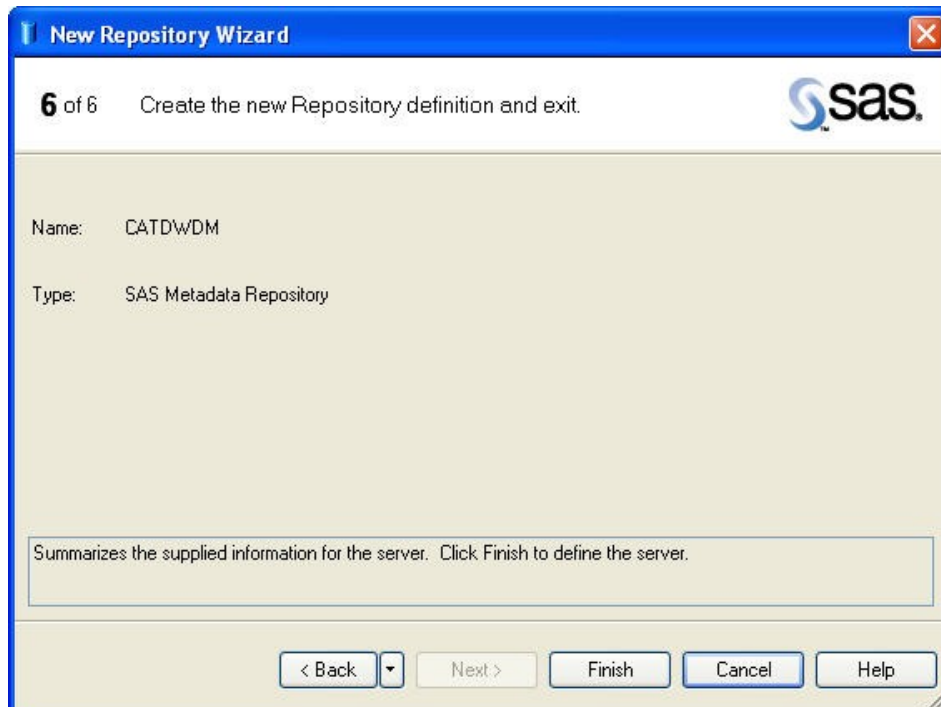 New Repository Wizard
6 of 6 Create the new Repository definition and exit.
sas.
TM
Name: CATDWDM
Type: SAS Metadata Repository
Summarizes the supplied information for the server. Click Finish to define the server.
< Back Next > Finish Cancel Help